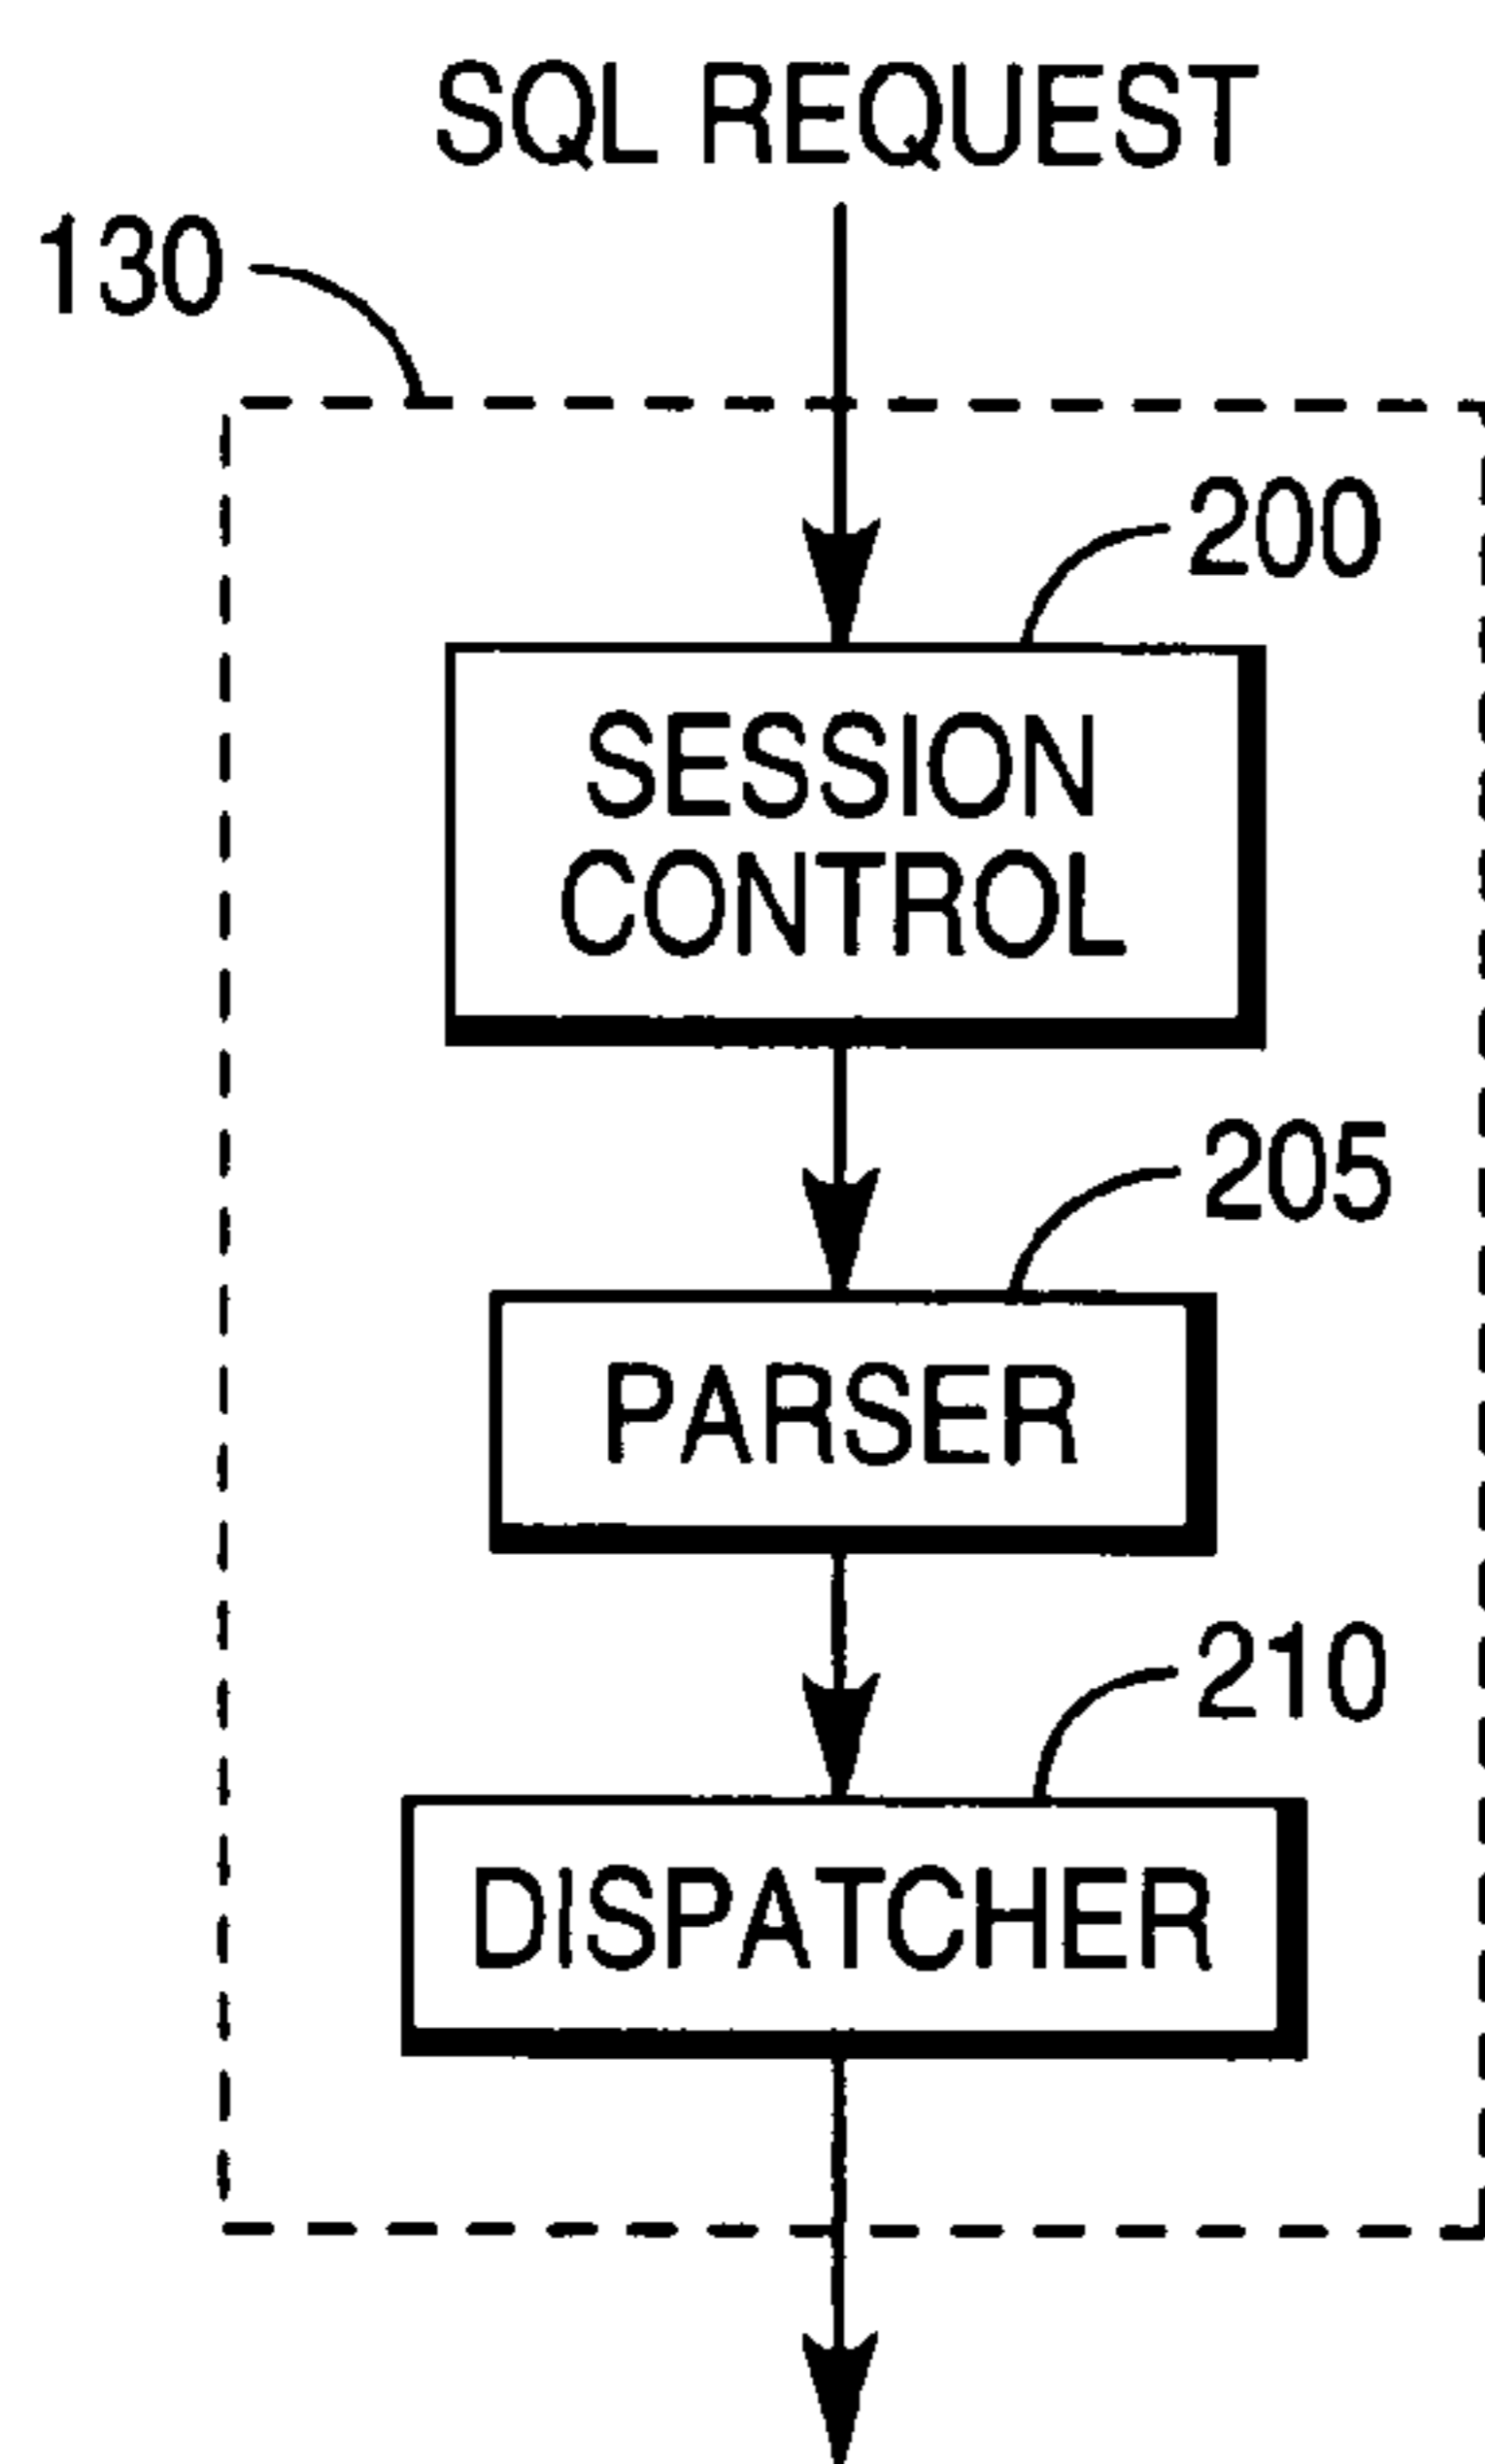 SQL REQUEST
130
200
SESSION
CONTROL
205
PARSER
210
DISPATCHER